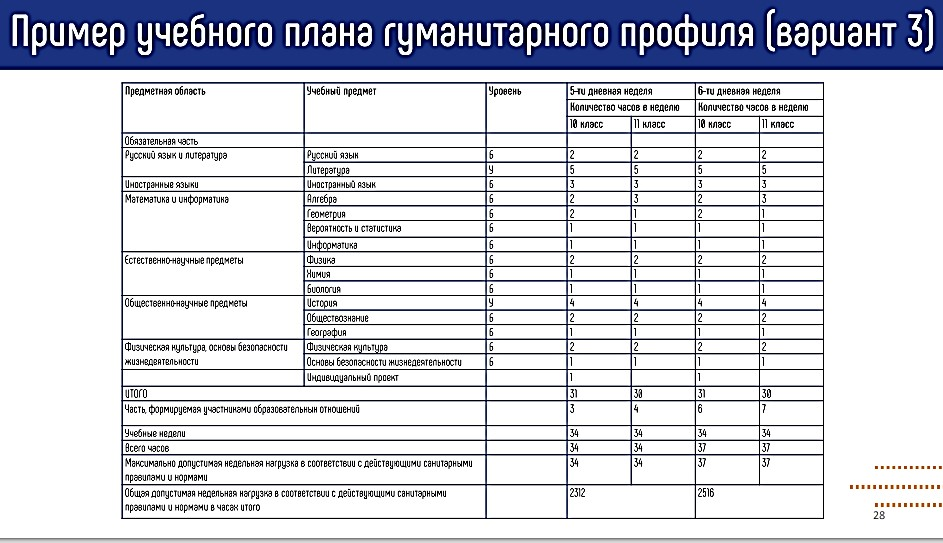 Пример учебного плана гуманитарного профиля (вариант 3)
Предметная область Учебный предмет Уровень 5-ти дневная неделя 6-ти дневная неделя
Количество часов в неделю Количество часов в неделю
10 класс 11 класс 10 класс 11 класс
Обязательная часть
Русский язык и литература Русский язык Б 2 2 2 2
Литература У 5 5 5 5
Иностранные языки Иностранный язык Б 3 3 3 3
Математика и информатика Алгебра Б 2 3 2 3
Геометрия Б 2 1 2 1
Вероятность и статистика Б 1 1 1 1
Информатика Б 1 1 1 1
Естественно-научные предметы Физика Б 2 2 2 2
Химия Б 1 1 1 1
Биология Б 1 1 1 1
Общественно-научные предметы История У 4 4 4 4
Обществознание Б 2 2 2 2
География Б 1 1 1 1
Физическая культура, основы безопасности Физическая культура Б 2 2 2 2
жизнедеятельности Основы безопасности жизнедеятельности Б 1 1 1 1
Индивидуальный проект 1 1
ИТОГО 31 30 31 30
Часть, формируемая участниками образовательных отношений 3 4 6 7
Учебные недели 34 34 34 34
Всего часов 34 34 37 37
Максимально допустимая недельная нагрузка в соответствии с действующими санитарными 34 34 37 37
правилами и нормами
Общая допустимая недельная нагрузка в соответствии с действующими санитарными 2312 2516
правилами и нормами в часах итого
28